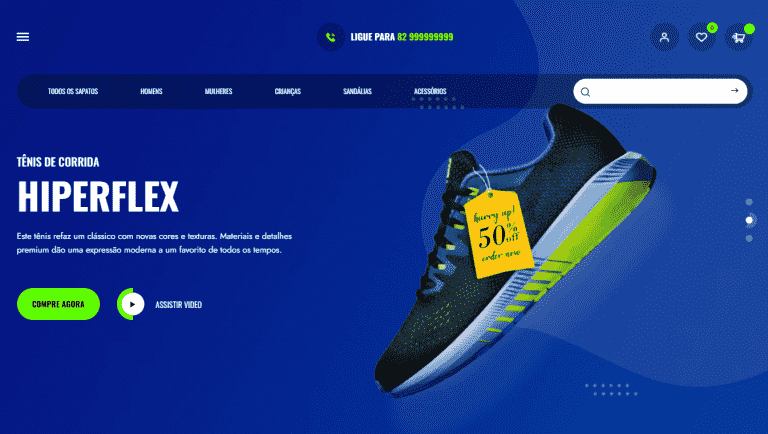 LIGUE PARA 82 999999999
0
TODOS OS SAPATOS HOMENS MULHERES CRIANÇAS SANDÁLIAS ACESSÓRIOS
TÊNIS DE CORRIDA
HIPERFLEX
Este tênis refaz um clássico com novas cores e texturas. Materiais e detalhes
premium dão uma expressão moderna a um favorito de todos os tempos.
hurry up!
50% off
order now
COMPRE AGORA
ASSISTIR VIDEO